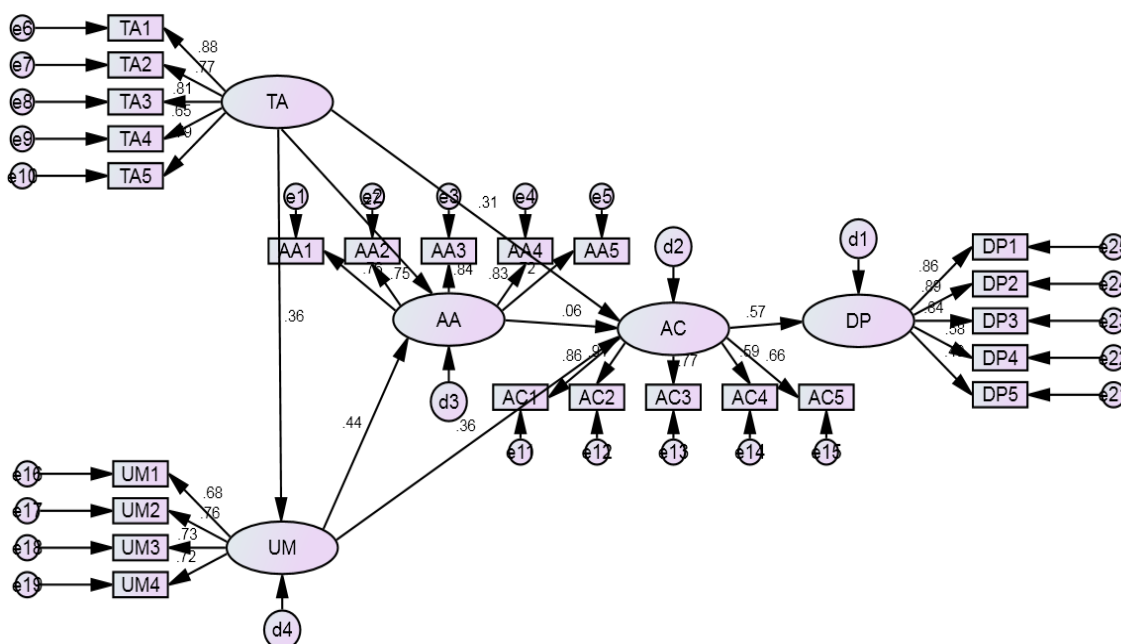 e6
TA1
.88
e7
TA2
.77
e8
TA3
.81
TA
e9
TA4
.65
e10
TA5
e1
e2
e3
e4
e5
.31
AA1
AA2
AA3
AA4
AA5
.75
.84
.83
.72
d2
d1
DP1
e25
.86
DP2
e24
.89
DP3
.84
DP4
.58
DP5
.36
AA
.06
AC
.57
DP
.86
.77
.59
.66
d3
AC1
AC2
AC3
AC4
AC5
.44
.36
e11
e12
e13
e14
e15
e16
UM1
.68
e17
UM2
.76
e18
UM3
.73
UM
e19
UM4
.72
d4